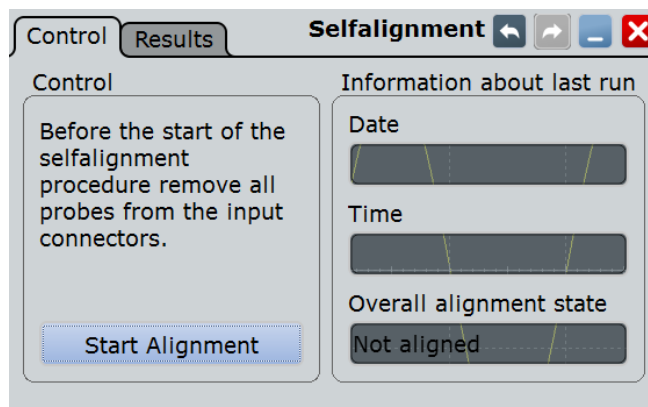 Control Results Selfalignment
Control
Before the start of the
selfalignment
procedure remove all
probes from the input
connectors.
Start Alignment
Information about last run
Date
Time
Overall alignment state
Not aligned